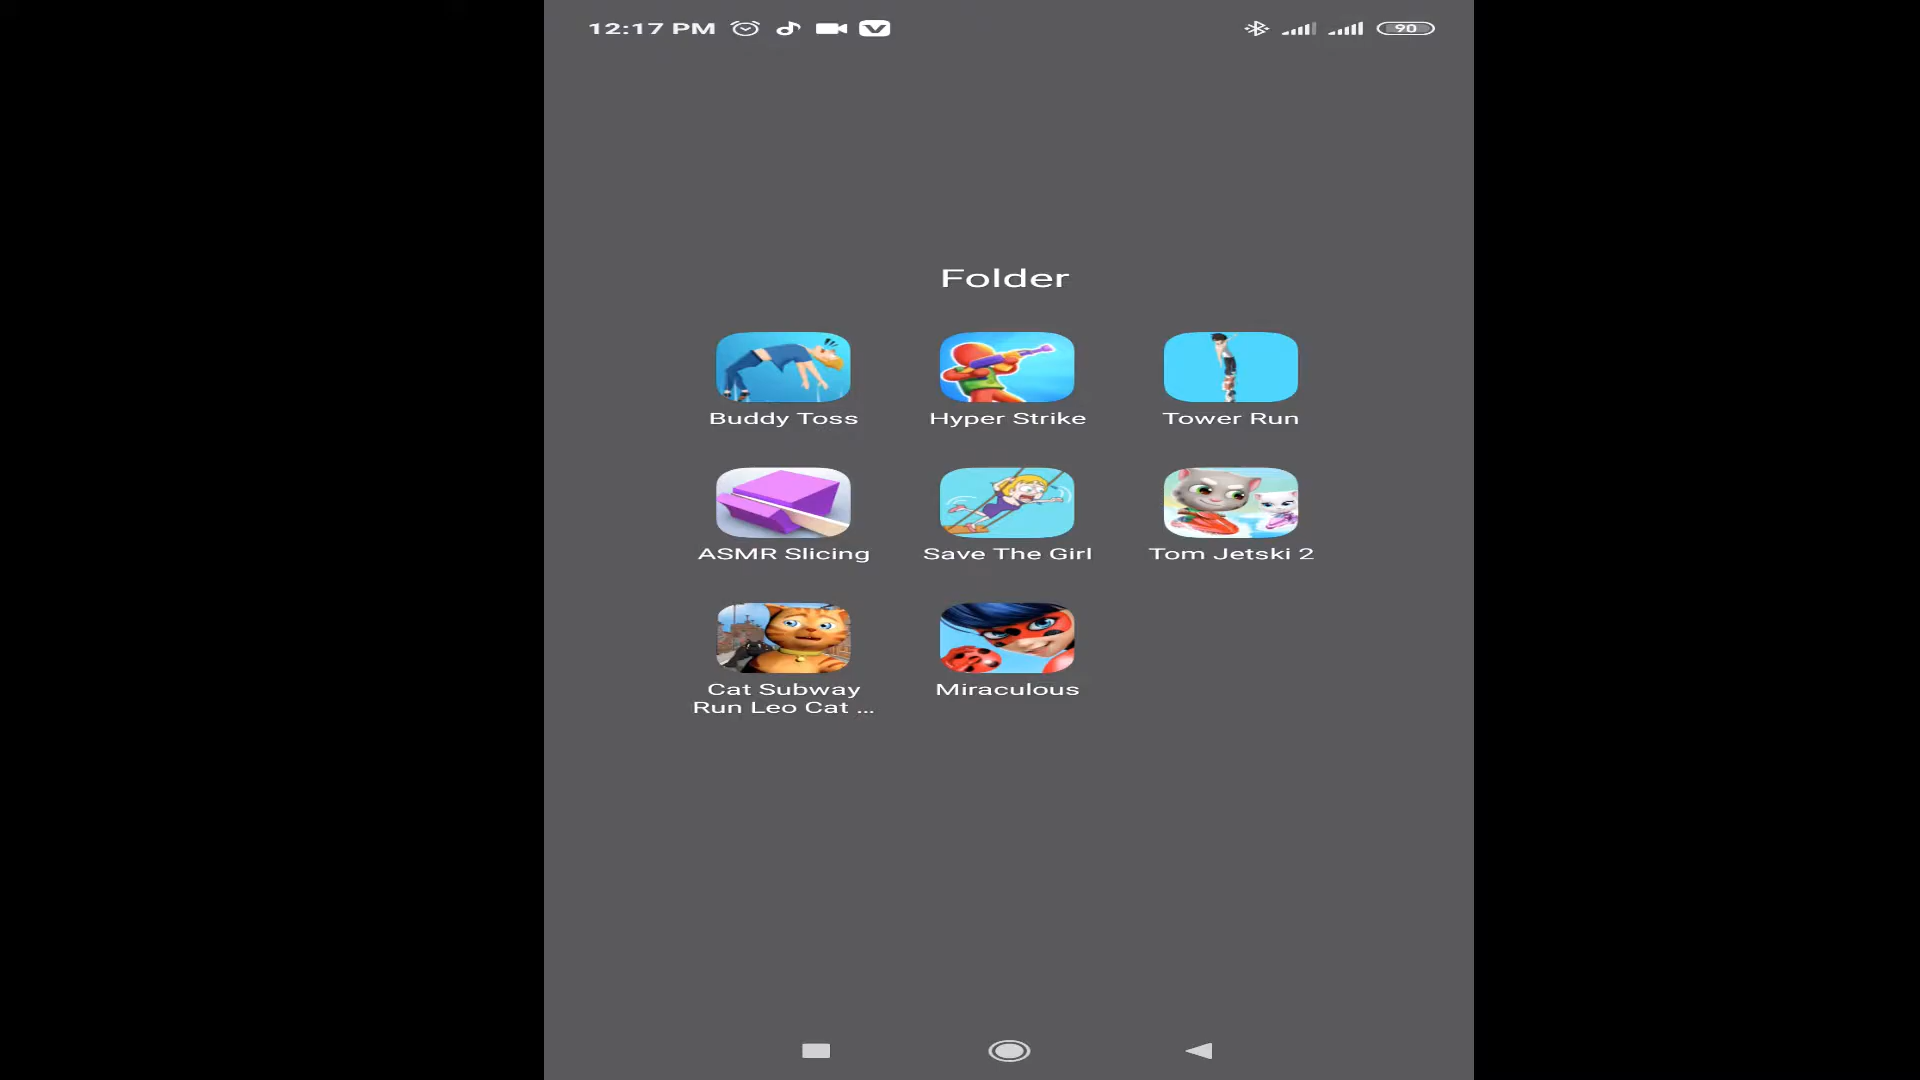 12:17 PM
90
Folder
Buddy Toss
Hyper Strike
Tower Run
ASMR Slicing
Save The Girl
Tom Jetski 2
Cat Subway
Run Leo Cat ...
Miraculous